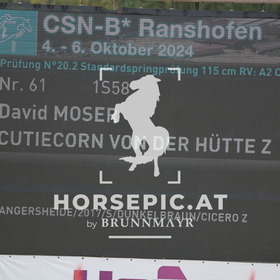 CSN-B* Ranshofen
4. - 6. Oktober 2024
Prüfung N°20.2 Standardspringprüfung 115 cm RV: A2 C
Nr. 61 1S58
David MOSER
CUTIECORN VON DER HÜTTE Z
HORSEPIC.AT
by BRUNNMAYR
ANGERSHEIDE/2017/S/DUNKELBRAUN/CICERO Z